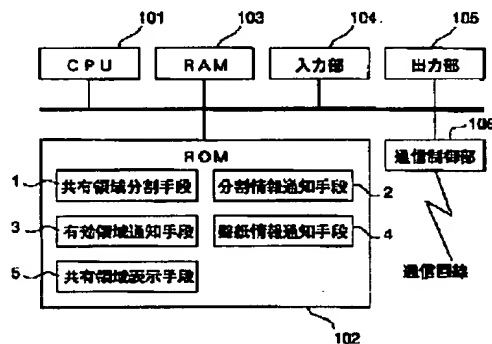 101
103
104
105
CPU
RAM
入力部
出力部
106
ROM
通信制御部
1
共有領域分割手段
分割情報通知手段
2
3
有効領域通知手段
壁紙情報通知手段
4
5
共有領域表示手段
通信回線
102